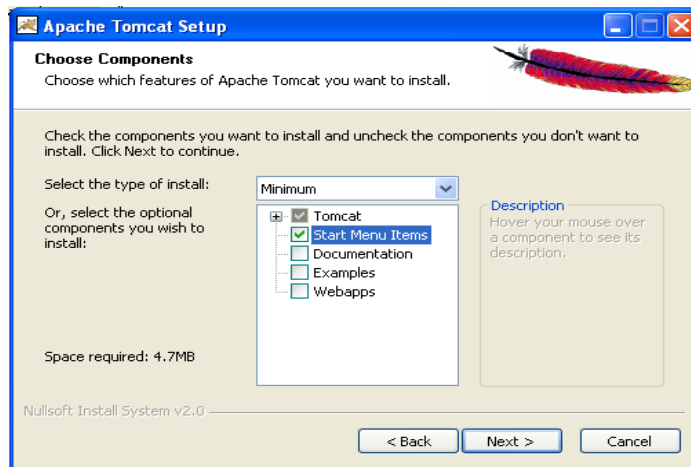 Apache Tomcat Setup
Choose Components
Choose which features of Apache Tomcat you want to install.
Check the components you want to install and uncheck the components you don't want to
install. Click Next to continue.
Select the type of install:
Minimum
Or, select the optional
components you wish to
install:
Tomcat
Start Menu Items
Documentation
Examples
Webapps
Description
Hover your mouse over
a component to see its
description.
Space required: 4.7MB
Nullsoft Install System v2.0
< Back
Next >
Cancel